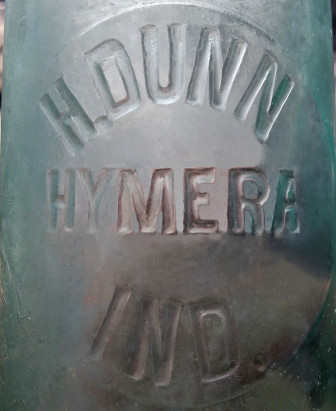 H. DUNN
HYMERA
IND.